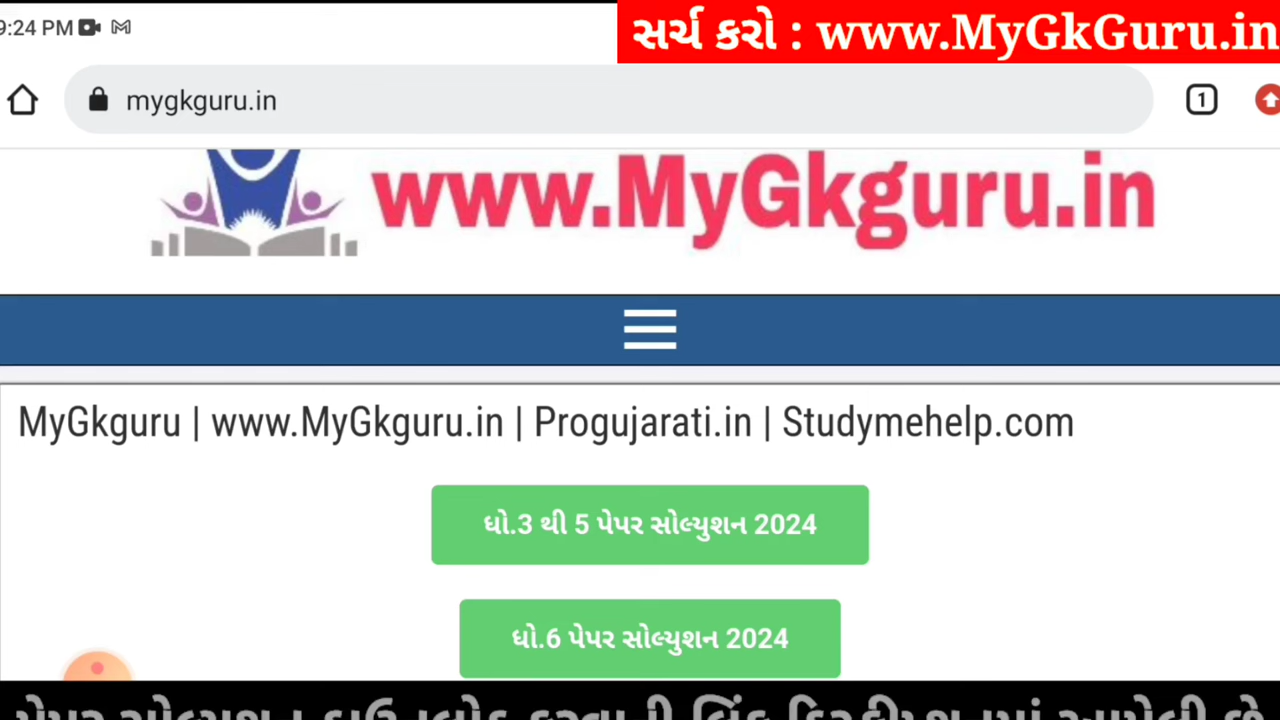 9:24 PM
સર્ચ કરો : www.MyGkGuru.in
mygkguru.in
1
www.MyGkguru.in
MyGkguru | www.MyGkguru.in | Progujarati.in | Studymehelp.com
ધો.3 થી 5 પેપર સોલ્યુશન 2024
ધો.6 પેપર સોલ્યુશન 2024